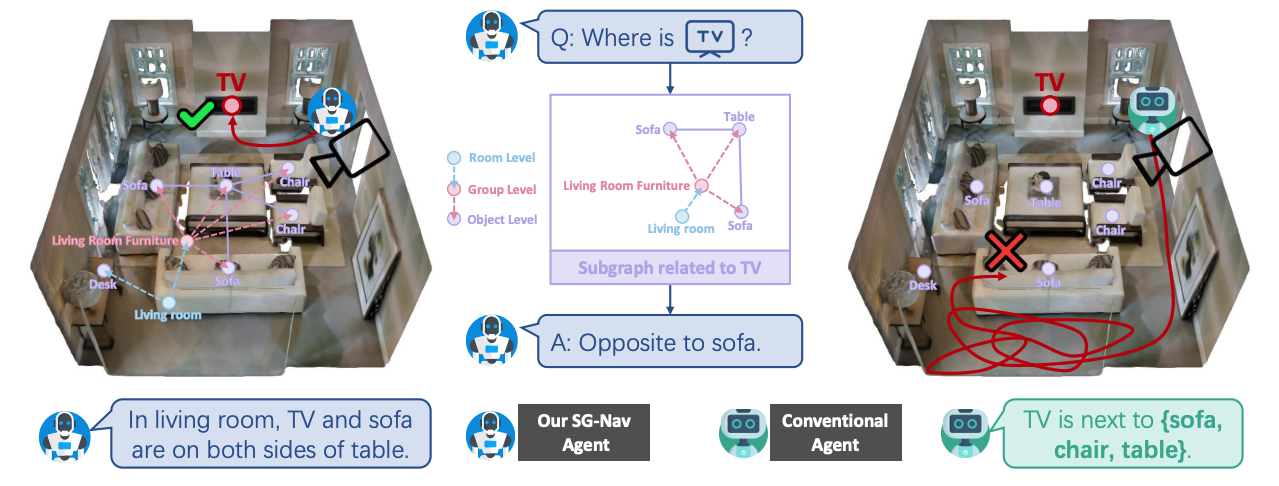 TV
Sofa
Table
Chair
Chair
Living Room Furniture
Sofa
Desk
Living room
In living room, TV and sofa
are on both sides of table.
Q: Where is TV ?
Room Level
Group Level
Object Level
Sofa
Table
Living Room Furniture
Living room
Sofa
Subgraph related to TV
A: Opposite to sofa.
Our SG-Nav
Agent
Conventional
Agent
TV
Chair
Sofa
Table
Chair
Desk
Sofa
TV is next to {sofa,
chair, table}.